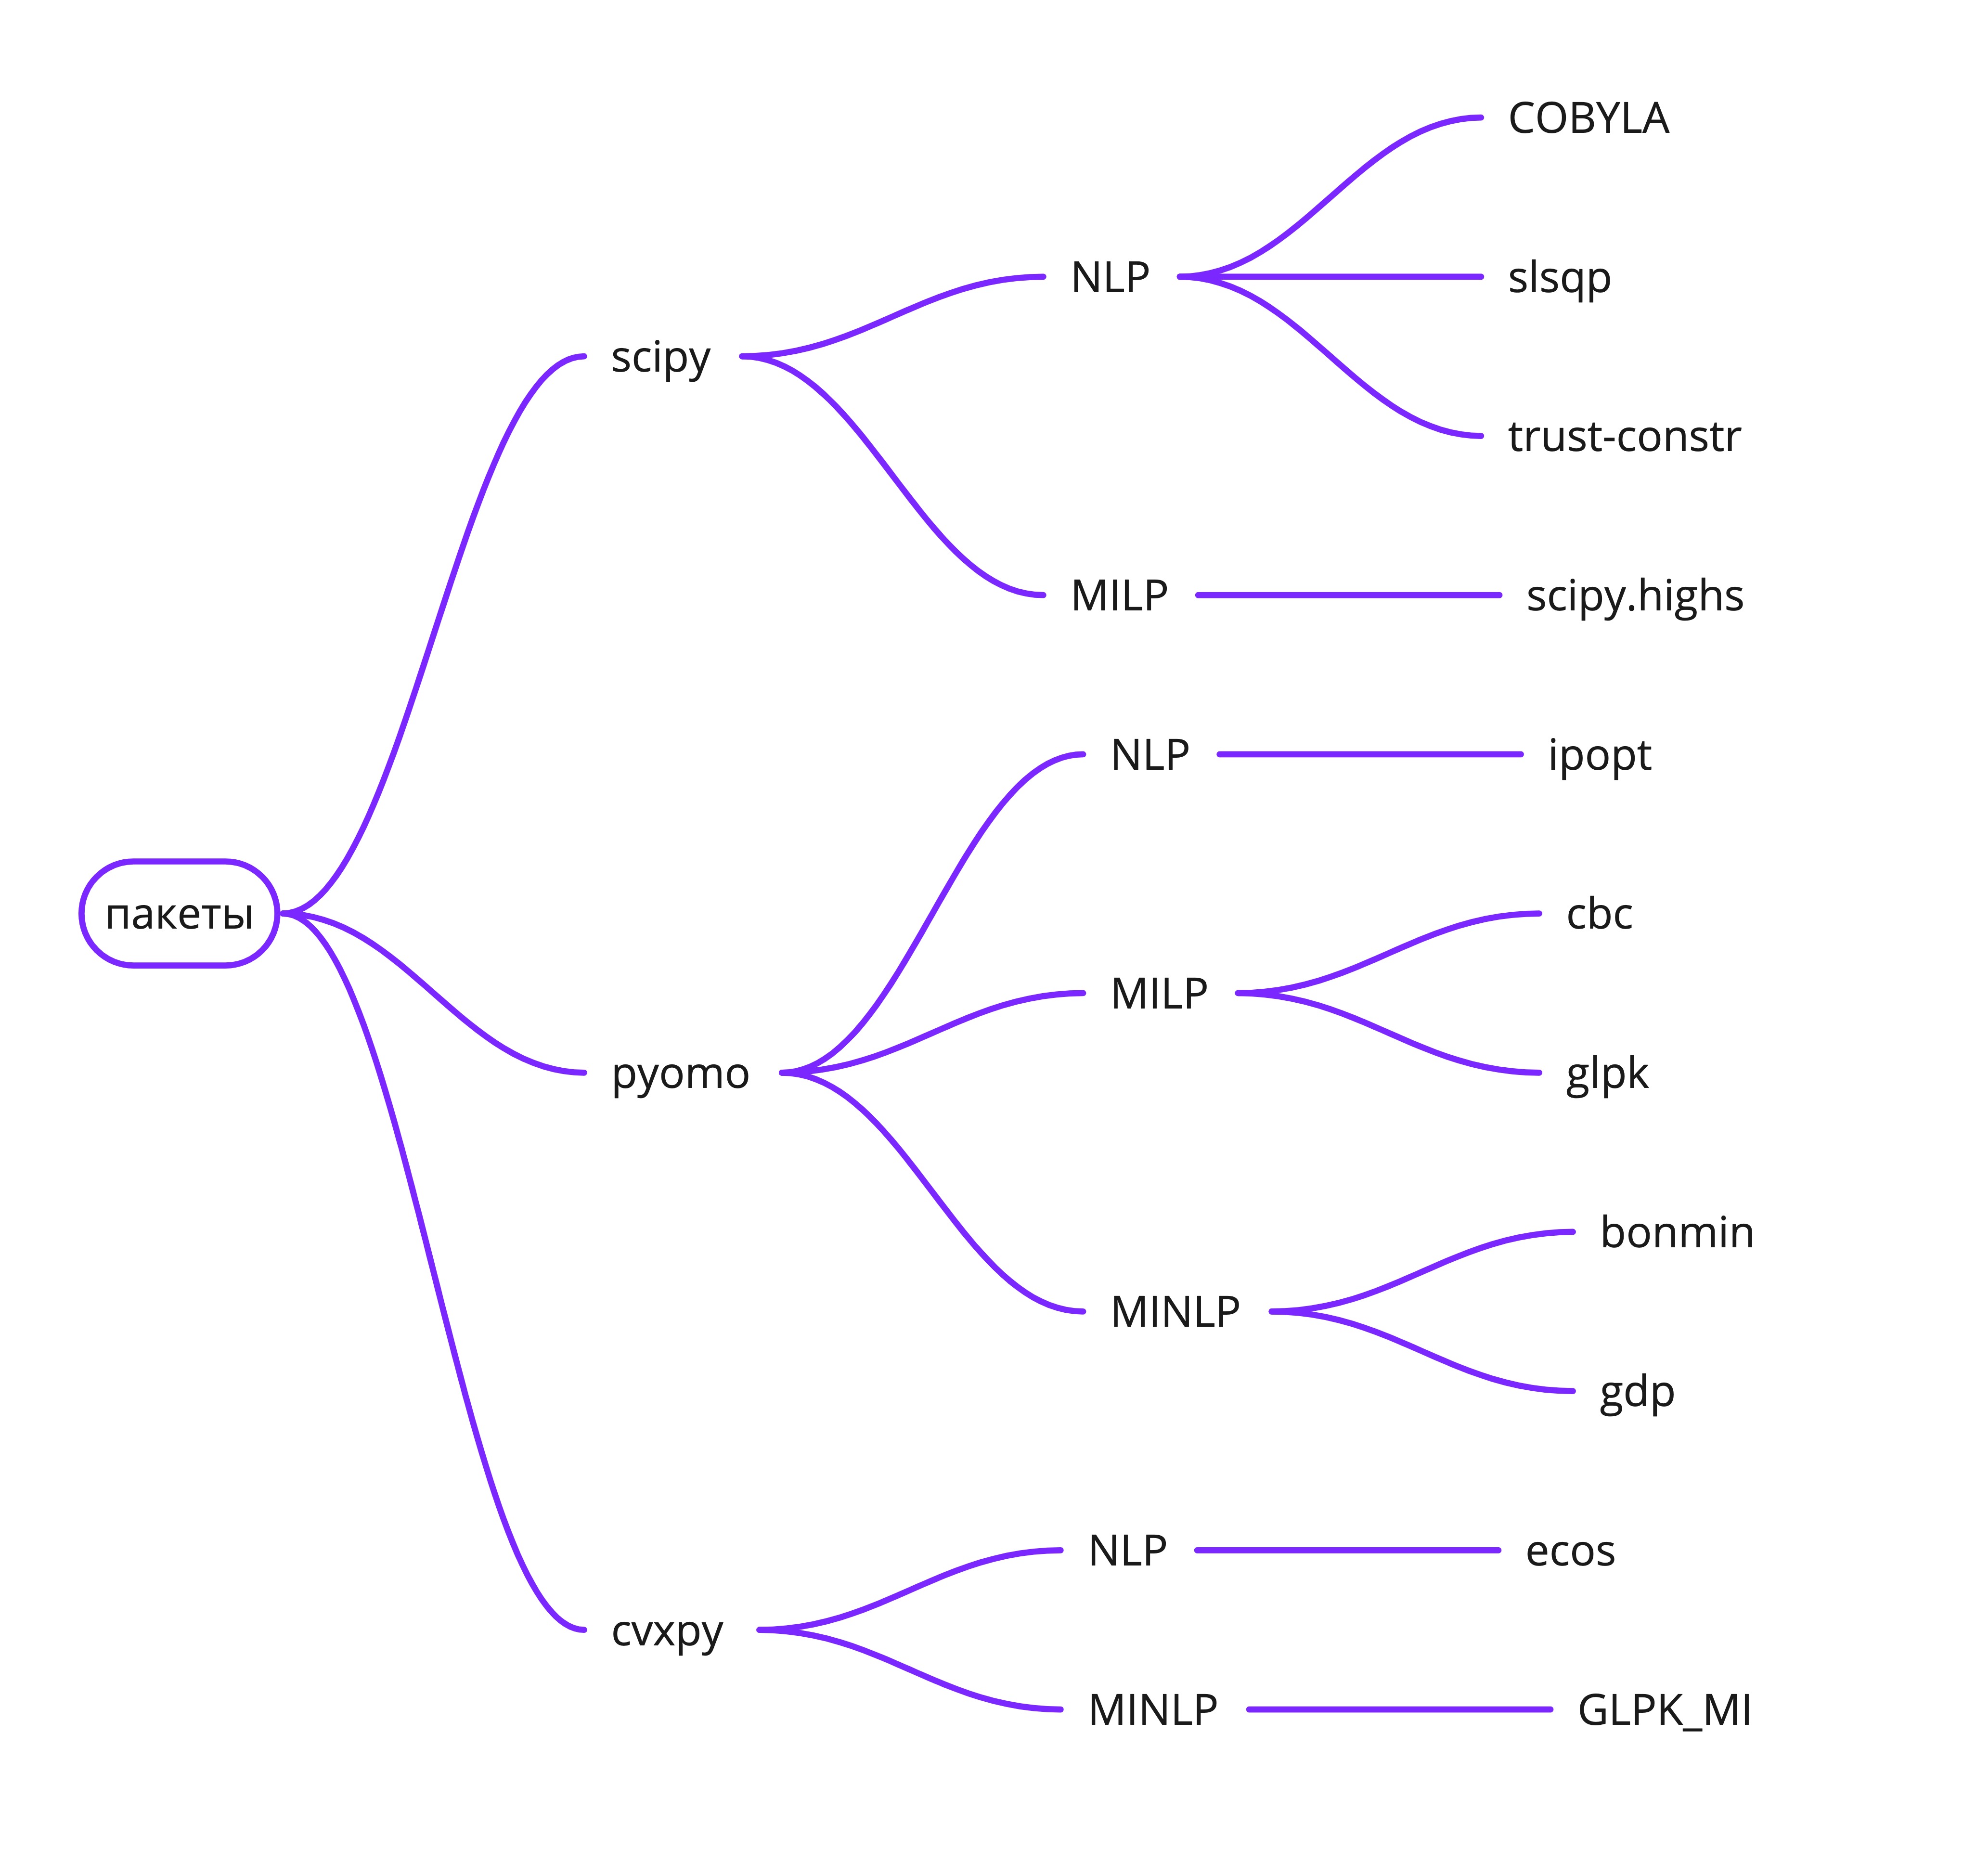 пакеты
scipy
NLP
COBYLA
slsqp
trust-constr
MILP
scipy.highs
pyomo
NLP
ipopt
MILP
cbc
glpk
MINLP
bonmin
gdp
cvxpy
NLP
ecos
MINLP
GLPK_MI